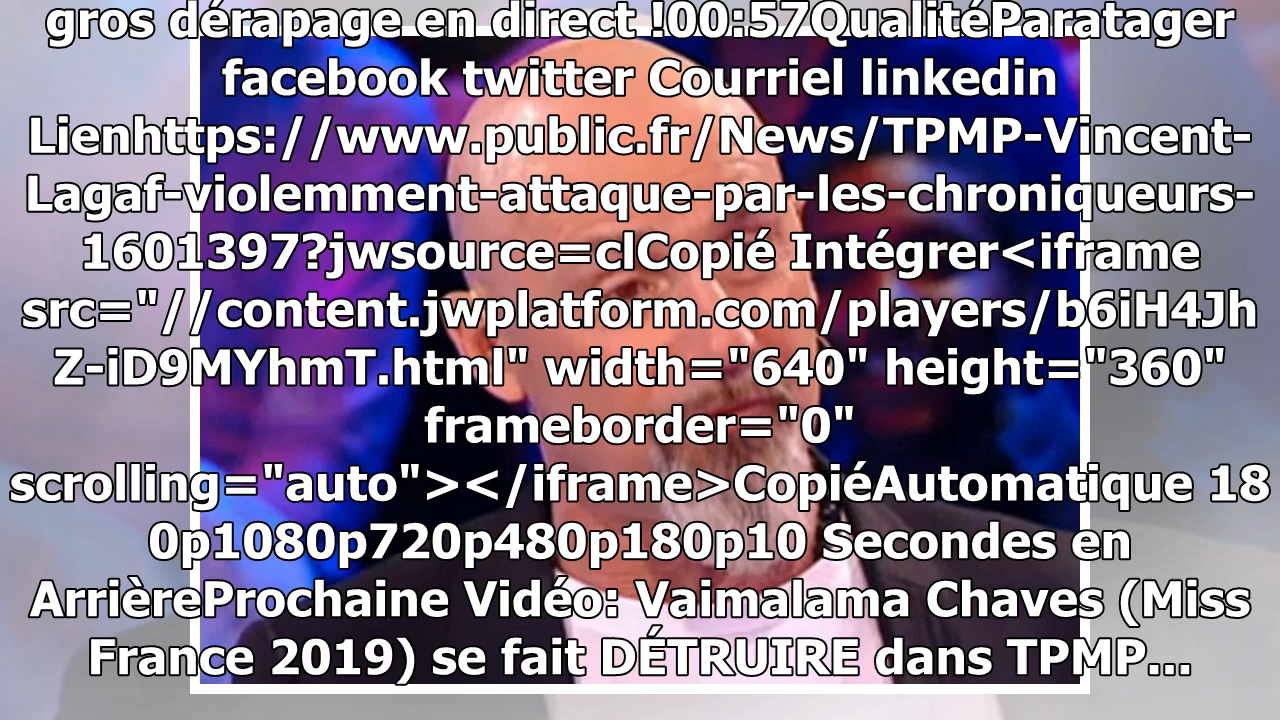 gros dérapage en direct !00:57QualitéParatager
facebook twitter Courriel linkedin
Lienhttps://www.public.fr/News/TPMP-Vincent-
Lagaf-violemment-attaque-par-les-chroniqueurs-
1601397?jwsource=clCopié Intégrer<iframe
src="//content.jwplatform.com/players/b6iH4Jh
Z-iD9MYhmT.html" width="640" height="360"
frameborder="0"
scrolling="auto"></iframe>CopiéAutomatique 18
0p1080p720p480p180p10 Secondes en
ArrièreProchaine Vidéo: Vaimalama Chaves (Miss
France 2019) se fait DÉTRUIRE dans TPMP...